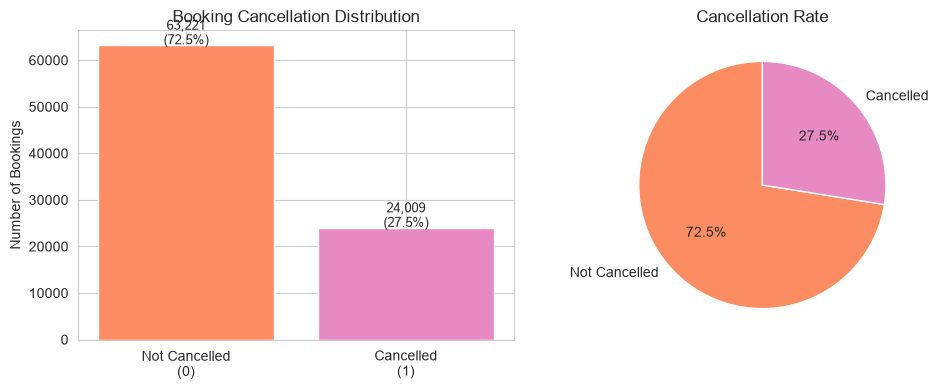 Booking Cancellation Distribution
63,221
(72.5%)
24,009
(27.5%)
Number of Bookings
60000
50000
40000
30000
20000
10000
0
Not Cancelled
(0)
Cancelled
(1)
Cancellation Rate
Cancelled
27.5%
72.5%
Not Cancelled